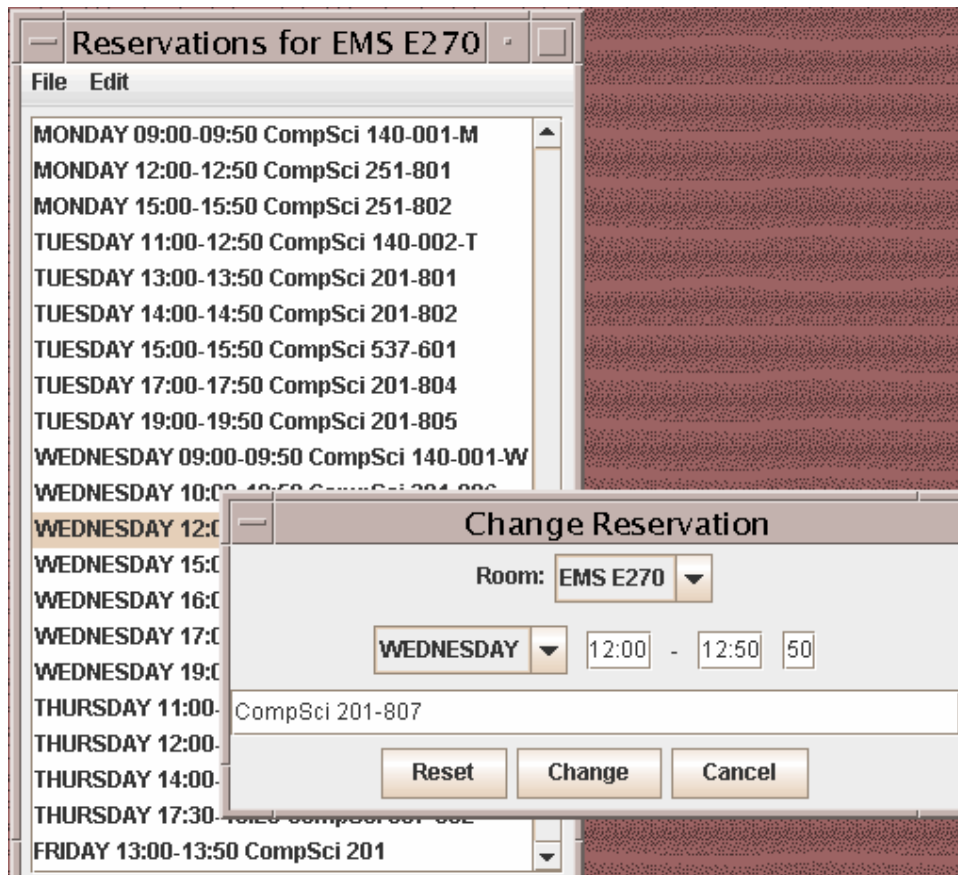 Reservations for EMS E270
File Edit
MONDAY 09:00-09:50 CompSci 140-001-M
MONDAY 12:00-12:50 CompSci 251-801
MONDAY 15:00-15:50 CompSci 251-802
TUESDAY 11:00-12:50 CompSci 140-002-T
TUESDAY 13:00-13:50 CompSci 201-801
TUESDAY 14:00-14:50 CompSci 201-802
TUESDAY 15:00-15:50 CompSci 537-601
TUESDAY 17:00-17:50 CompSci 201-804
TUESDAY 19:00-19:50 CompSci 201-805
WEDNESDAY 09:00-09:50 CompSci 140-001-W
WEDNESDAY
WEDNESDAY 12:0
WEDNESDAY 15:0
WEDNESDAY 16:0
WEDNESDAY 17:0
WEDNESDAY 19:0
THURSDAY 11:00-
THURSDAY 12:00-
THURSDAY 14:00-
THURSDAY 17:30-
FRIDAY 13:00-13:50 CompSci 201
Change Reservation
Room: EMS E270
WEDNESDAY 12:00 - 12:50 50
CompSci 201-807
Reset Change Cancel